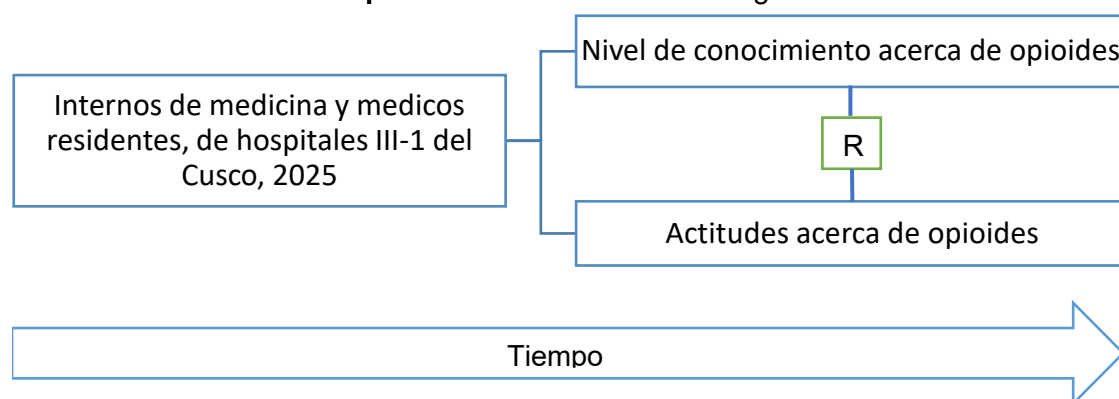 Nivel de conocimiento acerca de opioides
Internos de medicina y medicos
residentes, de hospitales III-1 del
Cusco, 2025
R
Actitudes acerca de opioides
Tiempo